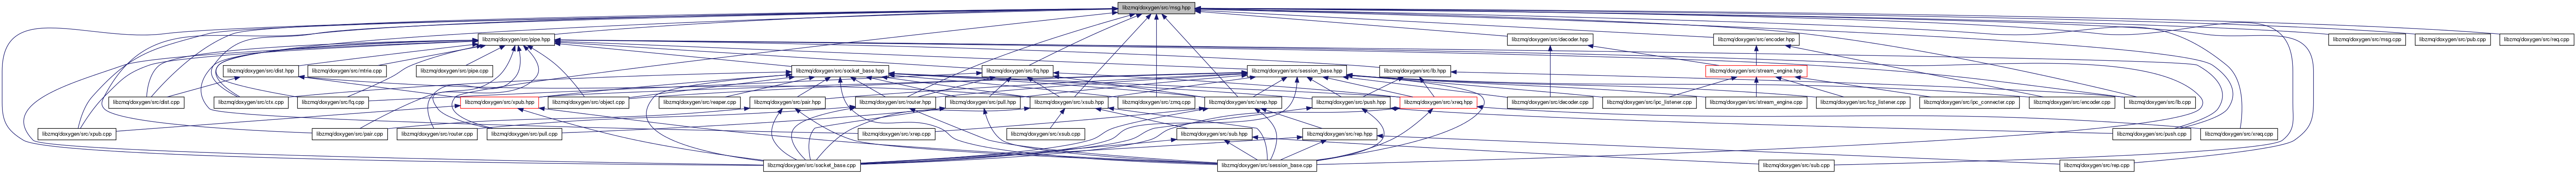 libzmq/doxygen/src/msg.hpp
libzmq/doxygen/src/pipe.hpp
libzmq/doxygen/src/decoder.hpp
libzmq/doxygen/src/encoder.hpp
libzmq/doxygen/src/msg.cpp
libzmq/doxygen/src/pub.cpp
libzmq/doxygen/src/req.cpp
libzmq/doxygen/src/dist.hpp
libzmq/doxygen/src/mtrie.cpp
libzmq/doxygen/src/pipe.cpp
libzmq/doxygen/src/socket_base.hpp
libzmq/doxygen/src/fq.hpp
libzmq/doxygen/src/session_base.hpp
libzmq/doxygen/src/lb.hpp
libzmq/doxygen/src/stream_engine.hpp
libzmq/doxygen/src/dist.cpp
libzmq/doxygen/src/ctx.cpp
libzmq/doxygen/src/fq.cpp
libzmq/doxygen/src/xpub.hpp
libzmq/doxygen/src/object.cpp
libzmq/doxygen/src/reaper.cpp
libzmq/doxygen/src/pair.hpp
libzmq/doxygen/src/router.hpp
libzmq/doxygen/src/pull.hpp
libzmq/doxygen/src/xsub.hpp
libzmq/doxygen/src/zmq.cpp
libzmq/doxygen/src/xrep.hpp
libzmq/doxygen/src/push.hpp
libzmq/doxygen/src/xreq.hpp
libzmq/doxygen/src/decoder.cpp
libzmq/doxygen/src/ipc_listener.cpp
libzmq/doxygen/src/stream_engine.cpp
libzmq/doxygen/src/tcp_listener.cpp
libzmq/doxygen/src/ipc_connecter.cpp
libzmq/doxygen/src/encoder.cpp
libzmq/doxygen/src/lb.cpp
libzmq/doxygen/src/xpub.cpp
libzmq/doxygen/src/pair.cpp
libzmq/doxygen/src/router.cpp
libzmq/doxygen/src/pull.cpp
libzmq/doxygen/src/xrep.cpp
libzmq/doxygen/src/xsub.cpp
libzmq/doxygen/src/sub.hpp
libzmq/doxygen/src/rep.hpp
libzmq/doxygen/src/push.cpp
libzmq/doxygen/src/xreq.cpp
libzmq/doxygen/src/socket_base.cpp
libzmq/doxygen/src/session_base.cpp
libzmq/doxygen/src/sub.cpp
libzmq/doxygen/src/rep.cpp